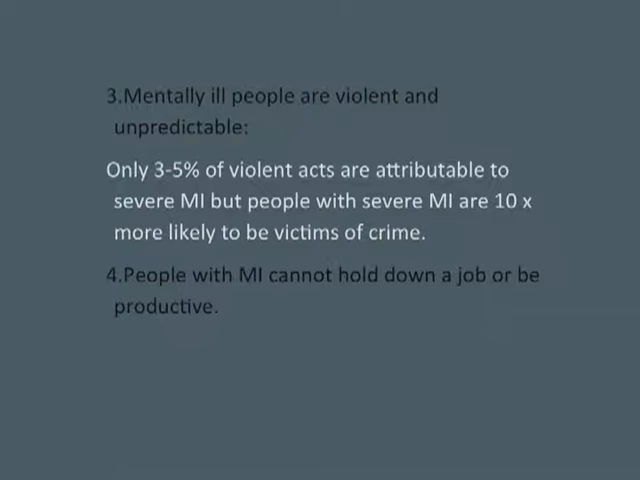 3.Mentally ill people are violent and
unpredictable:
Only 3-5% of violent acts are attributable to
severe MI but people with severe MI are 10 x
more likely to be victims of crime.
4.People with MI cannot hold down a job or be
productive.